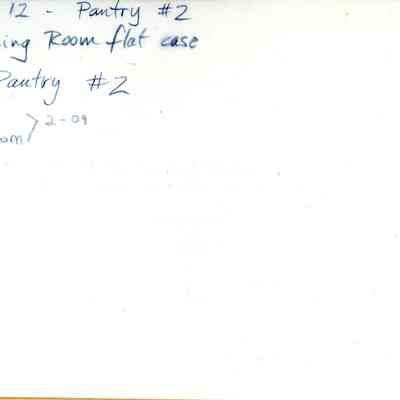 12 - Pantry #2
ing Room flat case
Pantry #2
> 2-09
om